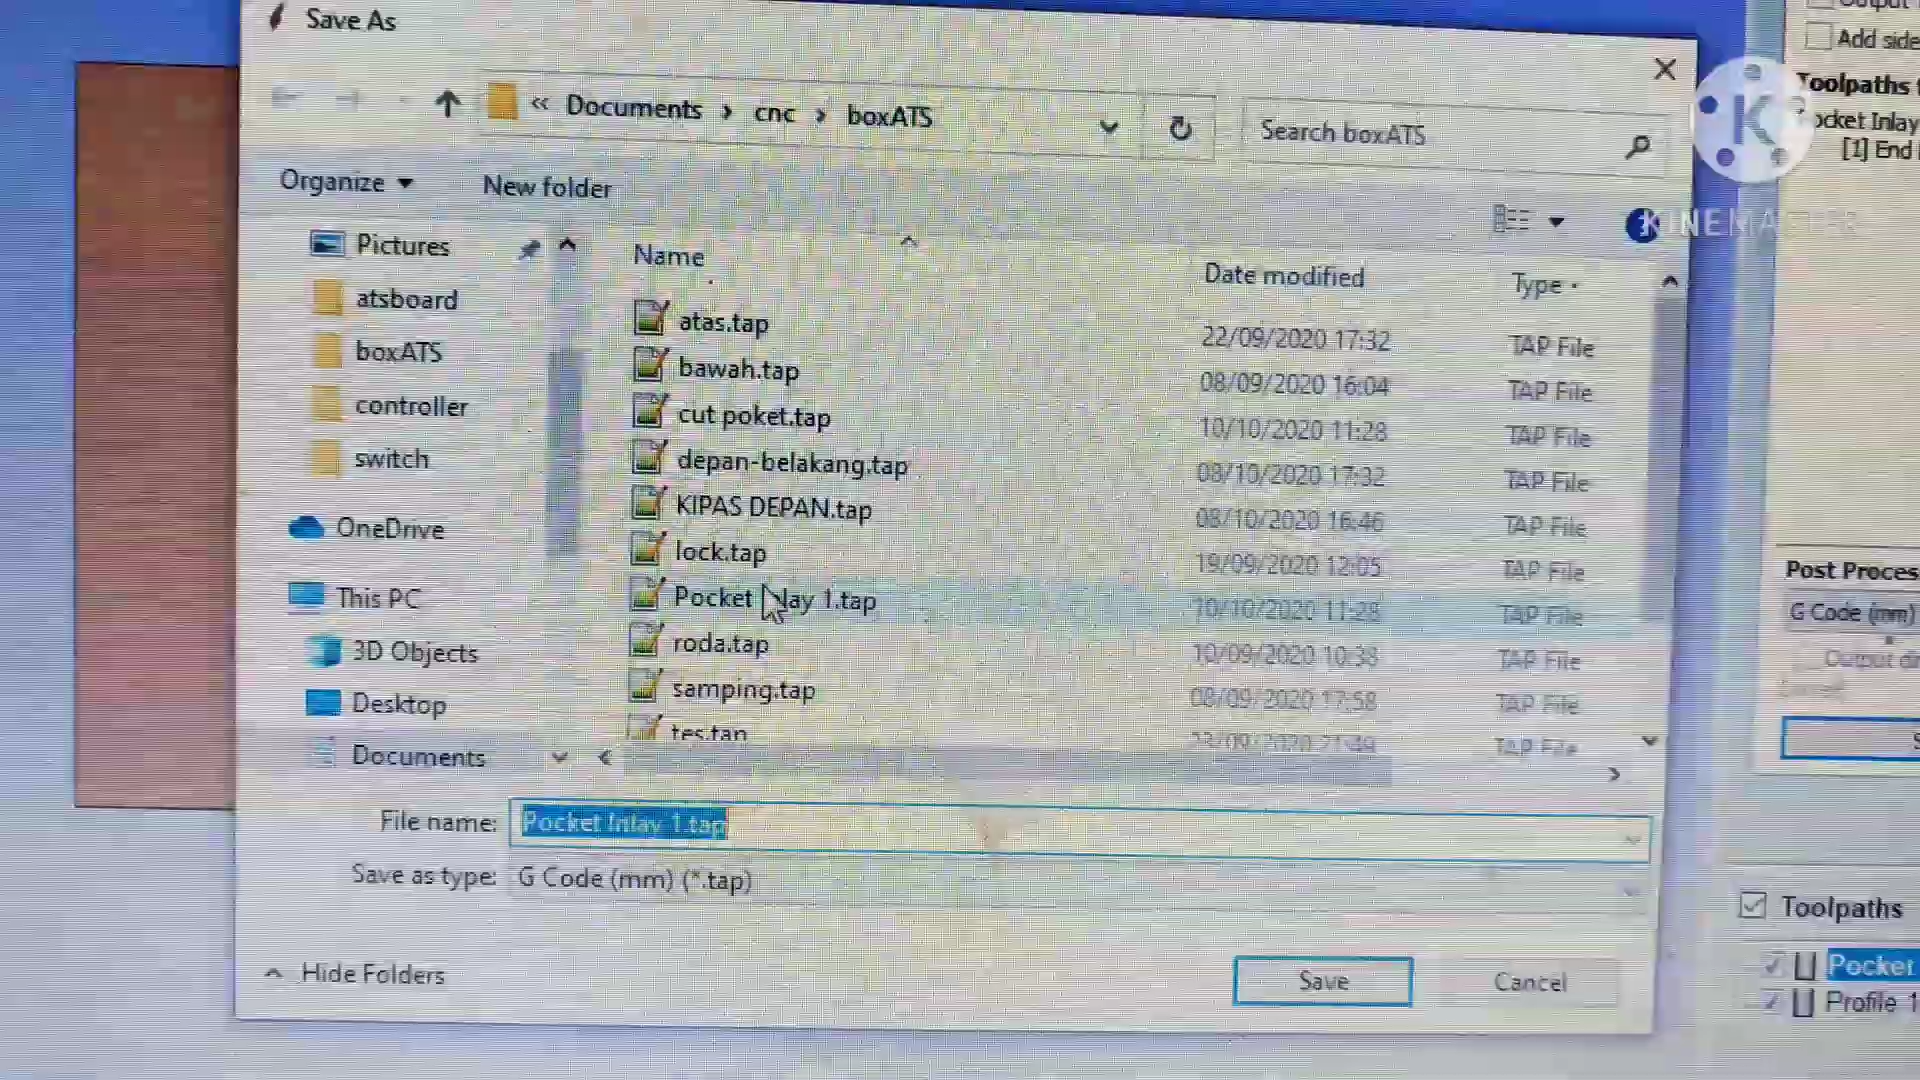 Save As
Add side
Toolpaths
Documents › cnc › boxATS
Search boxATS
Pocket Inlay
[1] End
Organize
New folder
KINEMASTER
Pictures
atsboard
boxATS
controller
switch
OneDrive
This PC
3D Objects
Desktop
Documents
Name Date modified Type
atas.tap 22/09/2020 17:32 TAP File
bawah.tap 08/09/2020 16:04 TAP File
cut poket.tap 10/10/2020 11:28 TAP File
depan-belakang.tap 08/10/2020 17:32 TAP File
KIPAS DEPAN.tap 08/10/2020 16:46 TAP File
lock.tap 19/09/2020 12:05 TAP File
Pocket Inlay 1.tap 10/10/2020 11:28 TAP File
roda.tap 10/09/2020 10:38 TAP File
samping.tap 08/09/2020 17:58 TAP File
tes.tap TAP File
File name: Pocket Inlay 1.tap
Save as type: G Code (mm) (*.tap)
Hide Folders
Save
Cancel
Post Proces
G Code (mm)
Output dir
Toolpaths
Pocket
Profile 1